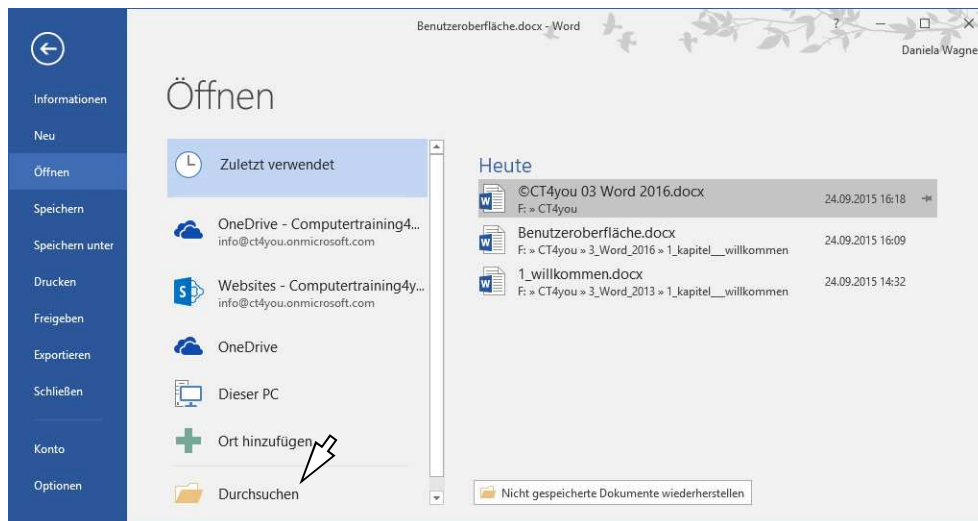 Benutzeroberfläche.docx - Word
?
Daniela Wagne
Informationen
Neu
Öffnen
Speichern
Speichern unter
Drucken
Freigeben
Exportieren
Schließen
Konto
Optionen
Öffnen
Zuletzt verwendet
OneDrive - Computertraining4...
info@ct4you.onmicrosoft.com
Websites - Computertraining4y...
info@ct4you.onmicrosoft.com
OneDrive
Dieser PC
Ort hinzufügen
Durchsuchen
Heute
©CT4you 03 Word 2016.docx
F: » CT4you
24.09.2015 16:18
Benutzeroberfläche.docx
F: » CT4you » 3_Word_2016 » 1_kapitel__willkommen
24.09.2015 16:09
1_willkommen.docx
F: » CT4you » 3_Word_2013 » 1_kapitel__willkommen
24.09.2015 14:32
Nicht gespeicherte Dokumente wiederherstellen